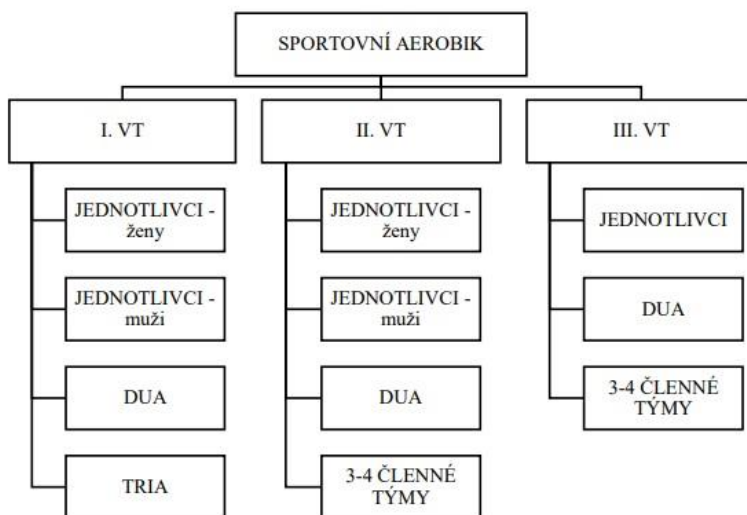 SPORTOVNÍ AEROBIK
I. VT
II. VT
III. VT
JEDNOTLIVCI -
ženy
JEDNOTLIVCI -
muži
DUA
TRIA
JEDNOTLIVCI -
ženy
JEDNOTLIVCI -
muži
DUA
3-4 ČLENNÉ
TÝMY
JEDNOTLIVCI
DUA
3-4 ČLENNÉ
TÝMY